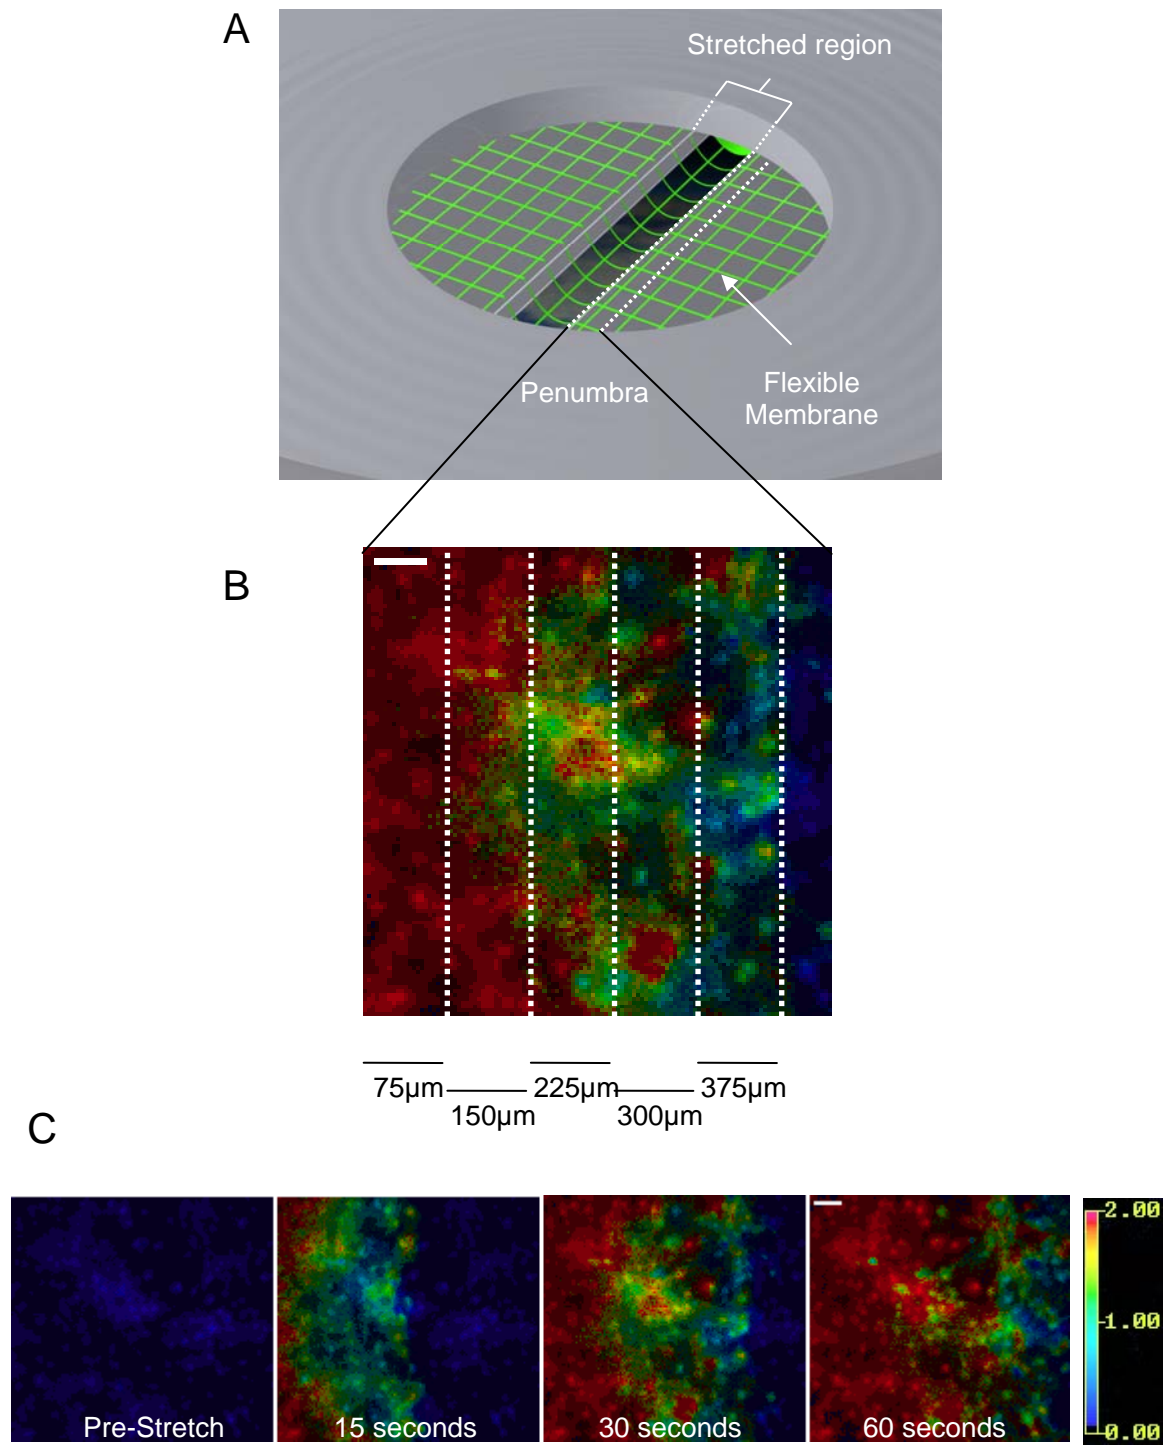 A
Stretched region
Penumbra
Flexible
Membrane
B
75µm
150µm
225µm
300µm
375µm
C
Pre-Stretch
15 seconds
30 seconds
60 seconds
2.00
1.00
0.00